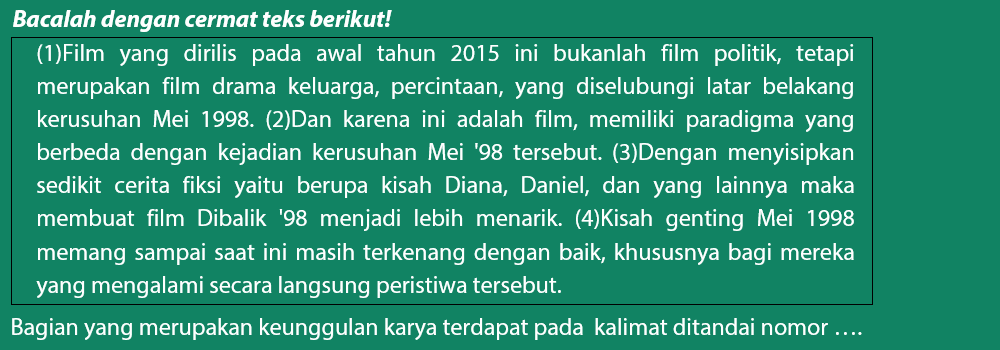 Bacalah dengan cermat teks berikut!
(1)Film yang dirilis pada awal tahun 2015 ini bukanlah film politik, tetapi
merupakan film drama keluarga, percintaan, yang diselubungi latar belakang
kerusuhan Mei 1998. (2)Dan karena ini adalah film, memiliki paradigma yang
berbeda dengan kejadian kerusuhan Mei '98 tersebut. (3)Dengan menyisipkan
sedikit cerita fiksi yaitu berupa kisah Diana, Daniel, dan yang lainnya maka
membuat film Dibalik '98 menjadi lebih menarik. (4)Kisah genting Mei 1998
memang sampai saat ini masih terkenang dengan baik, khususnya bagi mereka
yang mengalami secara langsung peristiwa tersebut.
Bagian yang merupakan keunggulan karya terdapat pada kalimat ditandai nomor ….